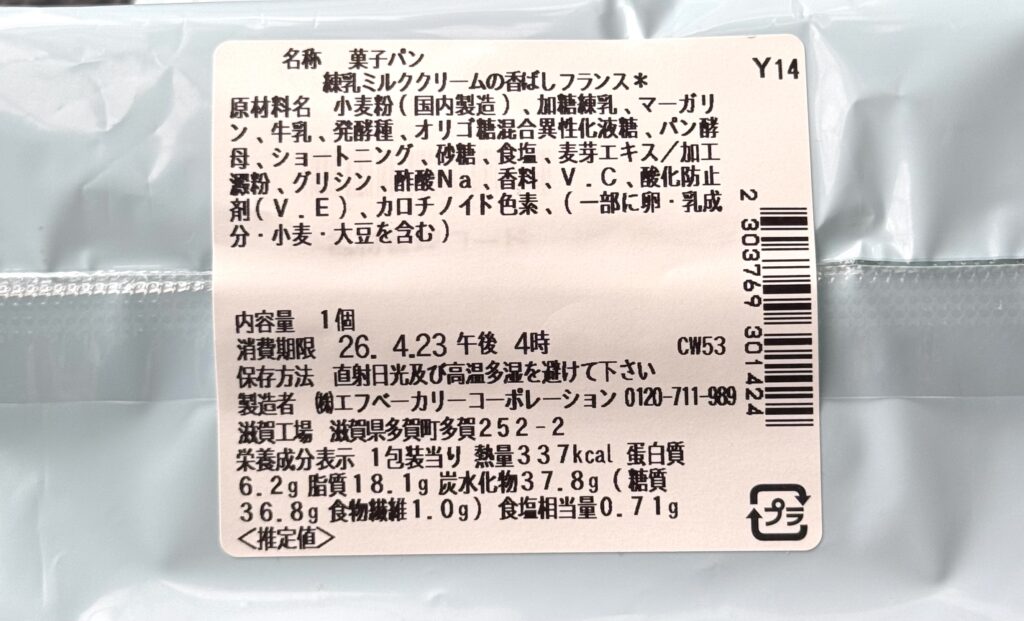 名称 菓子パン
練乳ミルククリームの香ばしフランス*
Y14
原材料名 小麦粉(国内製造)、加糖練乳、マーガリ
ン、牛乳、発酵種、オリゴ糖混合異性化液糖、パン酵
母、ショートニング、砂糖、食塩、麦芽エキス/加工
澱粉、グリシン、酢酸Na、香料、V.C、酸化防止
剤(V.E)、カロチノイド色素、(一部に卵・乳成
分・小麦・大豆を含む)
内容量 1個
消費期限 26. 4.23 午後 4時 CW53
保存方法 直射日光及び高温多湿を避けて下さい
製造者 ㈱エフベーカリーコーポレーション 0120-711-989
滋賀工場 滋賀県多賀町多賀252-2
栄養成分表示 1包装当り 熱量337kcal 蛋白質
6.2g 脂質18.1g 炭水化物37.8g(糖質
36.8g 食物繊維1.0g) 食塩相当量0.71g
<推定値>
2 303769 301424
プラ